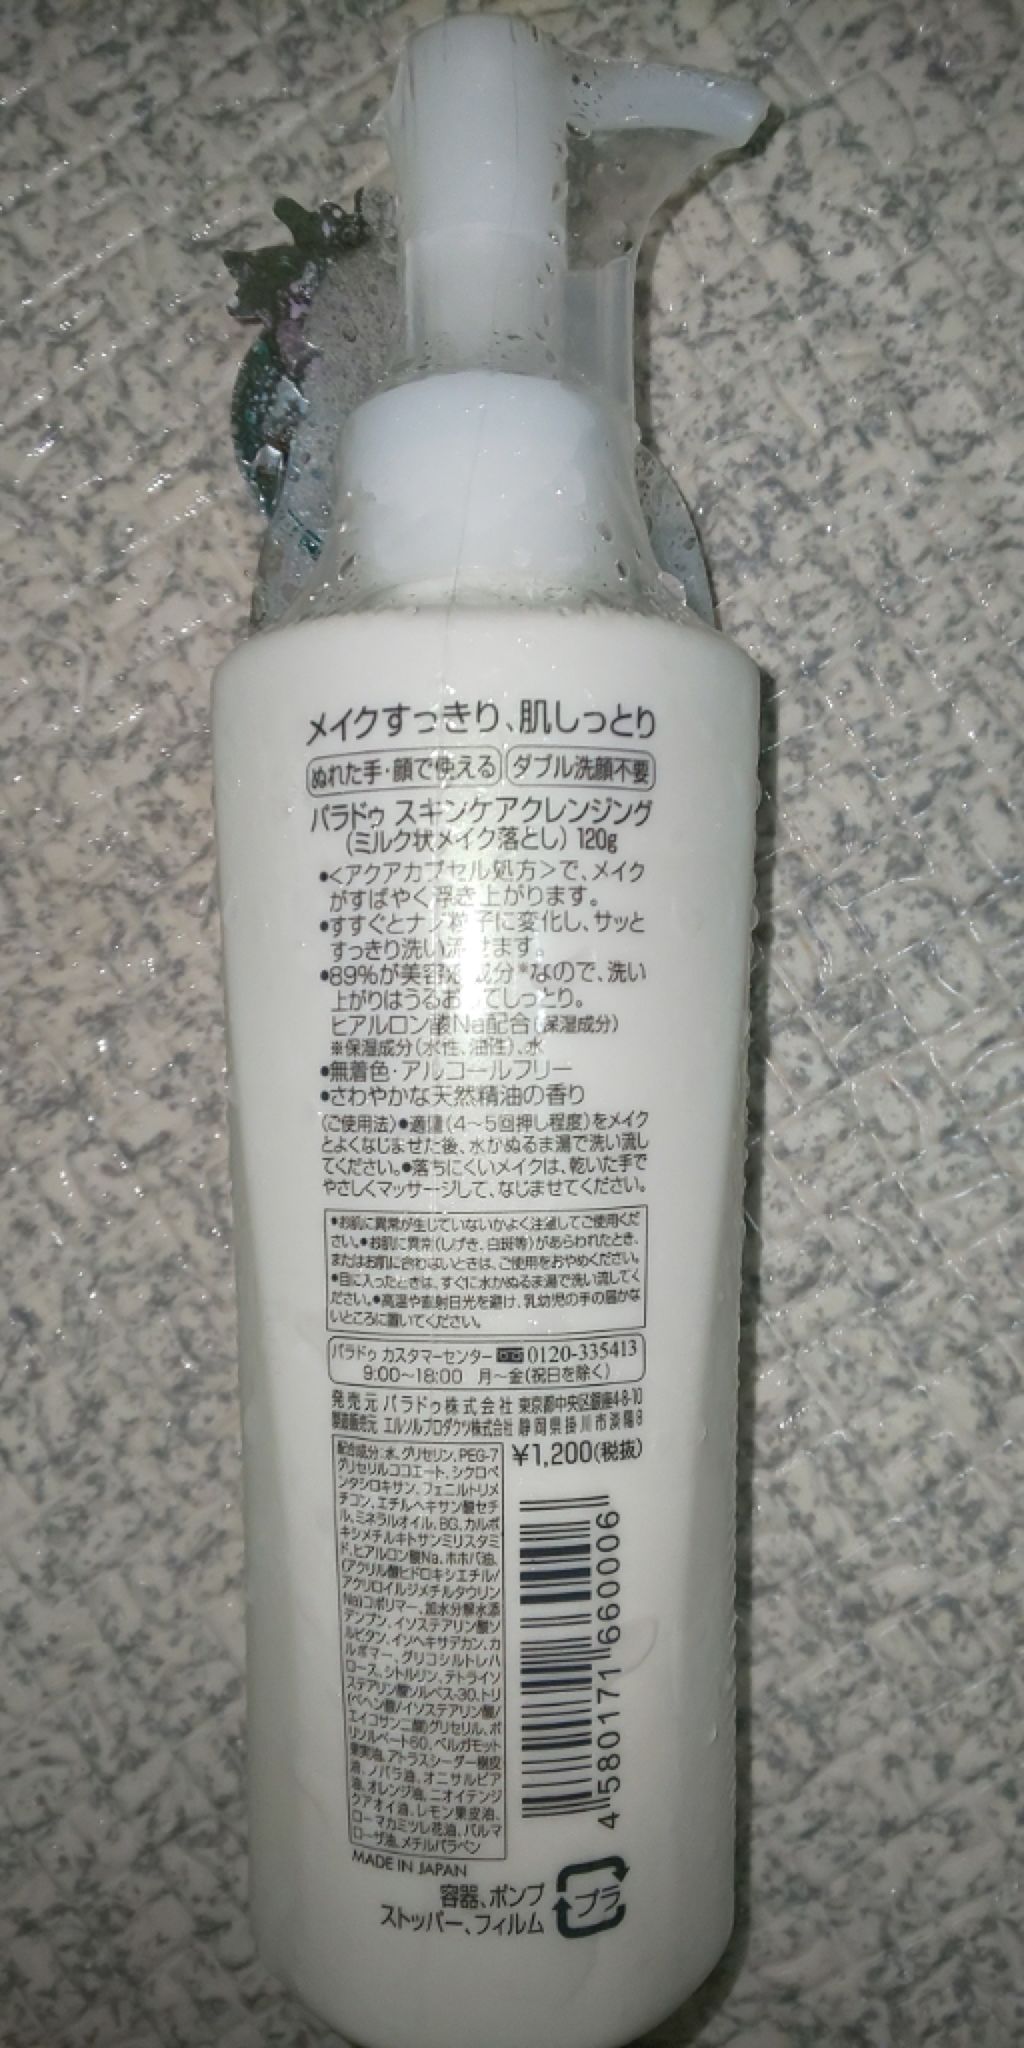 メイクすっきり、肌しっとり
ぬれた手・顔で使える ダブル洗顔不要
パラドゥ スキンケアクレンジング
(ミルク状メイク落とし) 120g
•<アクアカプセル処方>で、メイク
がすばやく浮き上がります。
•すすぐとナノ粒子に変化し、サッと
すっきり洗い流せます。
•89%が美容液成分※なので、洗い
上がりはうるおってしっとり。
ヒアルロン酸Na配合(保湿成分)
※保湿成分(水性、油性)、水
•無着色・アルコールフリー
•さわやかな天然精油の香り
〈ご使用法〉●適量(4～5回押し程度)をメイク
とよくなじませた後、水かぬるま湯で洗い流し
てください。●落ちにくいメイクは、乾いた手で
やさしくマッサージして、なじませてください。
●お肌に異常が生じていないかよく注意してご使用くだ
さい。●お肌に異常(しげき、白斑等)があらわれたとき、
またはお肌に合わないときは、ご使用をおやめください。
●目に入ったときは、すぐに水かぬるま湯で洗い流してく
ださい。●高温や直射日光を避け、乳幼児の手の届かな
いところに置いてください。
パラドゥ カスタマーセンター 0120-335413
9:00～18:00 月～金(祝日を除く)
発売元 パラドゥ株式会社 東京都中央区銀座4-8-10
製造販売元 エルソルプロダクツ株式会社 静岡県掛川市淡陽8
¥1,200(税抜)
配合成分:水、グリセリン、PEG-7
グリセリルココエート、シクロペ
ンタシロキサン、フェニルトリメ
チコン、エチルヘキサン酸セチ
ル、ミネラルオイル、BG、カルボ
キシメチルキトサンミリスタミ
ド、ヒアルロン酸Na、ホホバ油、
(アクリル酸ヒドロキシエチル/
アクリロイルジメチルタウリン
Na)コポリマー、加水分解水添
デンプン、イソステアリン酸ソ
ルビタン、イソヘキサデカン、カ
ルボマー、グリコシルトレハ
ロース、シトルリン、テトライソ
ステアリン酸ソルベス-30、トリ
(ベヘン酸/イソステアリン酸/
エイコサン二酸)グリセリル、ポ
リソルベート60、ベルガモット
果実油、アトラスシーダー樹皮
油、ノバラ油、オニサルビア
油、オレンジ油、ニオイテンジ
クアオイ油、レモン果皮油、
ローマカミツレ花油、パルマ
ローザ油、メチルパラベン
4 580171 660006
MADE IN JAPAN
容器、ポンプ
ストッパー、フィルム
プラ